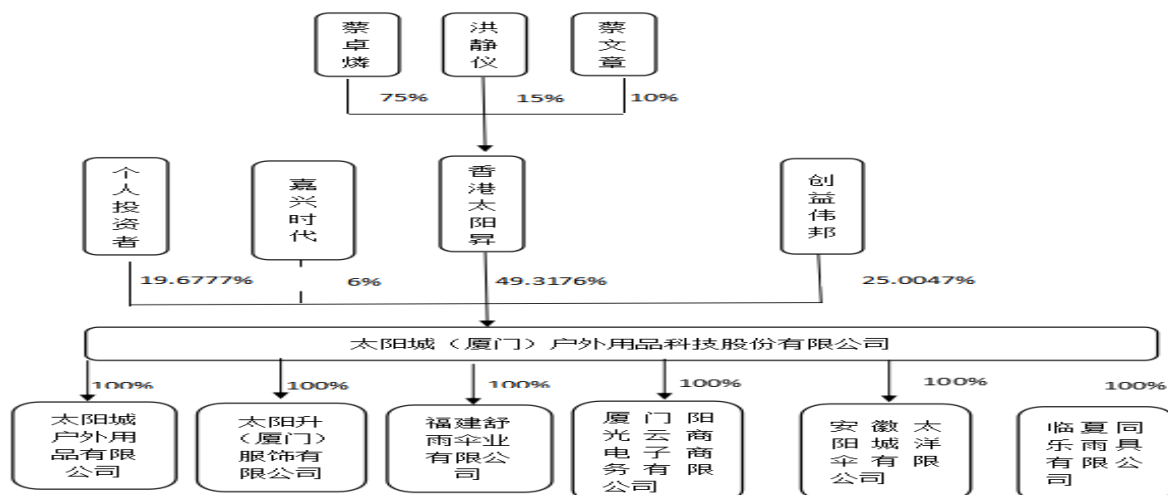 蔡卓燐
洪静仪
蔡文章
75%
15%
10%
个人投资者
嘉兴时代
香港太阳昇
创益伟邦
19.6777%
6%
49.3176%
25.0047%
太阳城（厦门）户外用品科技股份有限公司
100%
100%
100%
100%
100%
100%
太阳城
户外用
品有限
公司
太阳升
（厦门）
服饰有
限公司
福建舒
雨伞业
有限公
司
厦门阳
光云商
电子商
务有限
公司
安徽太
阳城洋
伞有限
公司
临夏同
乐雨具
有限公
司